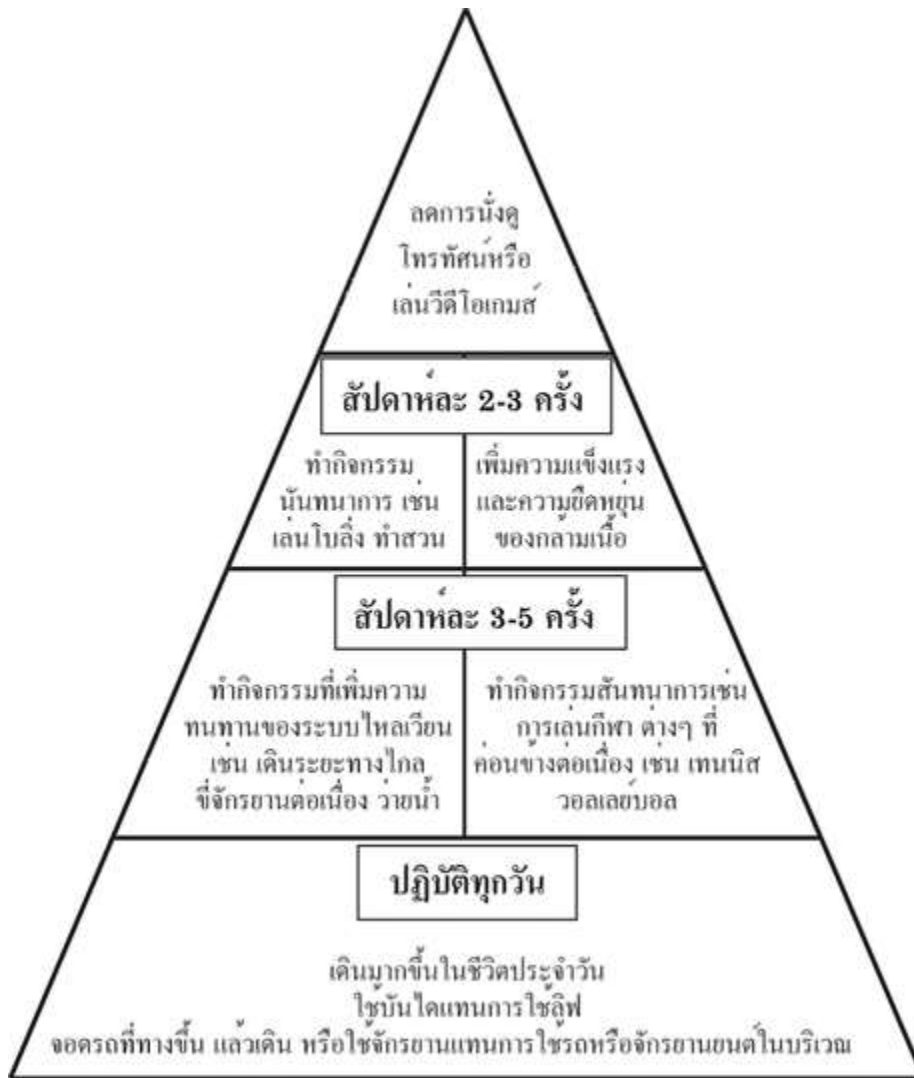 ลดการนั่งดู
โทรทัศน์หรือ
เล่นวีดีโอเกมส์
สัปดาห์ละ 2-3 ครั้ง
ทำกิจกรรม
นันทนาการ เช่น
เล่นโบลิ่ง ทำสวน
เพิ่มความแข็งแรง
และความยืดหยุ่น
ของกล้ามเนื้อ
สัปดาห์ละ 3-5 ครั้ง
ทำกิจกรรมที่เพิ่มความ
ทนทานของระบบไหลเวียน
เช่น เดินระยะทางไกล
ขี่จักรยานต่อเนื่อง ว่ายน้ำ
ทำกิจกรรมสันทนาการเช่น
การเล่นกีฬา ต่างๆ ที่
ค่อนข้างต่อเนื่อง เช่น เทนนิส
วอลเลย์บอล
ปฏิบัติทุกวัน
เดินมากขึ้นในชีวิตประจำวัน
ใช้บันไดแทนการใช้ลิฟ
จอดรถที่ทางขึ้น แล้วเดิน หรือใช้จักรยานแทนการใช้รถหรือจักรยานยนต์ในบริเวณ